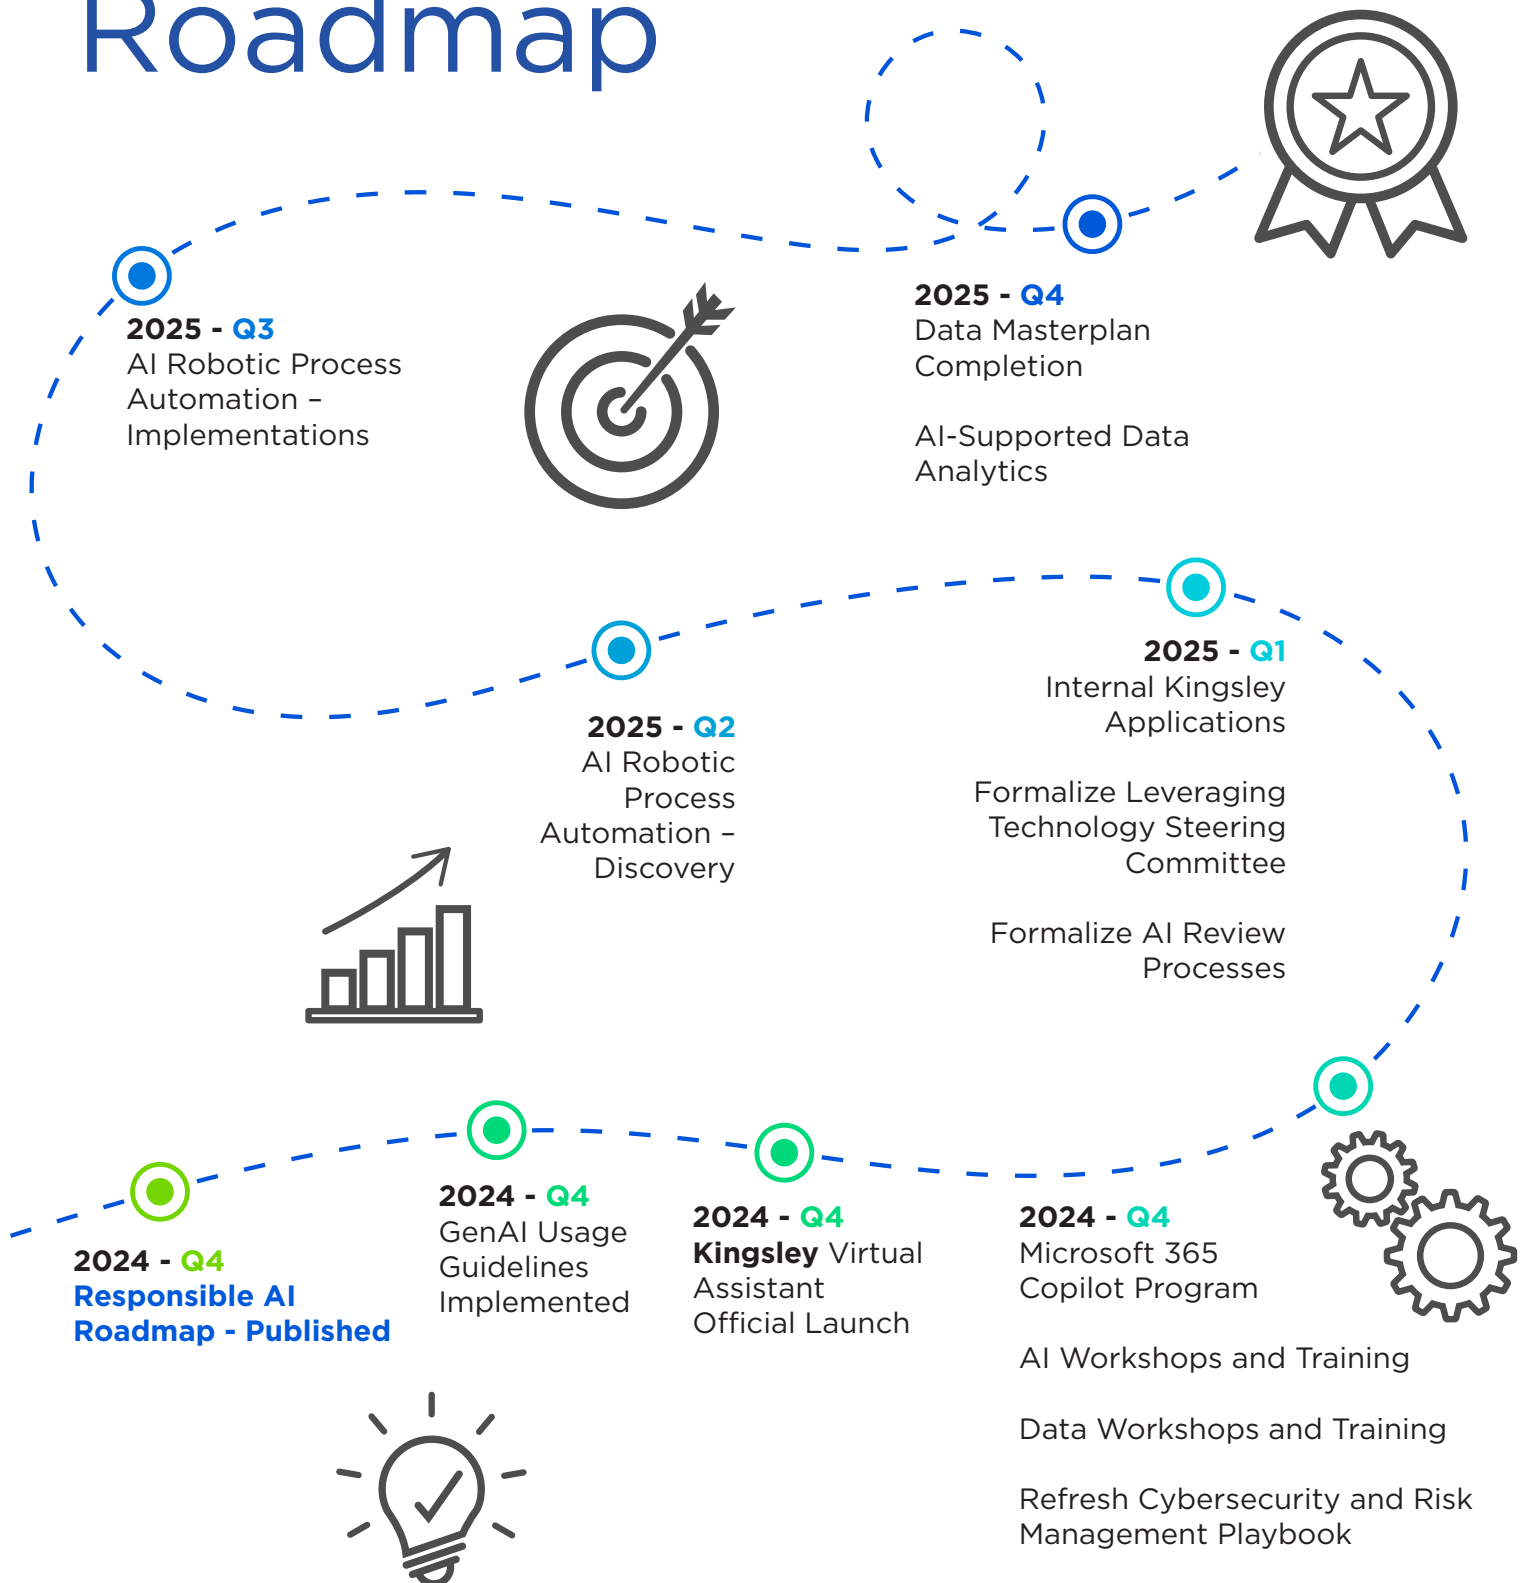 Roadmap
2025 - Q3
AI Robotic Process
Automation –
Implementations
2025 - Q4
Data Masterplan
Completion
AI-Supported Data
Analytics
2025 - Q2
AI Robotic
Process
Automation –
Discovery
2025 - Q1
Internal Kingsley
Applications
Formalize Leveraging
Technology Steering
Committee
Formalize AI Review
Processes
2024 - Q4
Responsible AI
Roadmap - Published
2024 - Q4
GenAI Usage
Guidelines
Implemented
2024 - Q4
Kingsley Virtual
Assistant
Official Launch
2024 - Q4
Microsoft 365
Copilot Program
AI Workshops and Training
Data Workshops and Training
Refresh Cybersecurity and Risk
Management Playbook